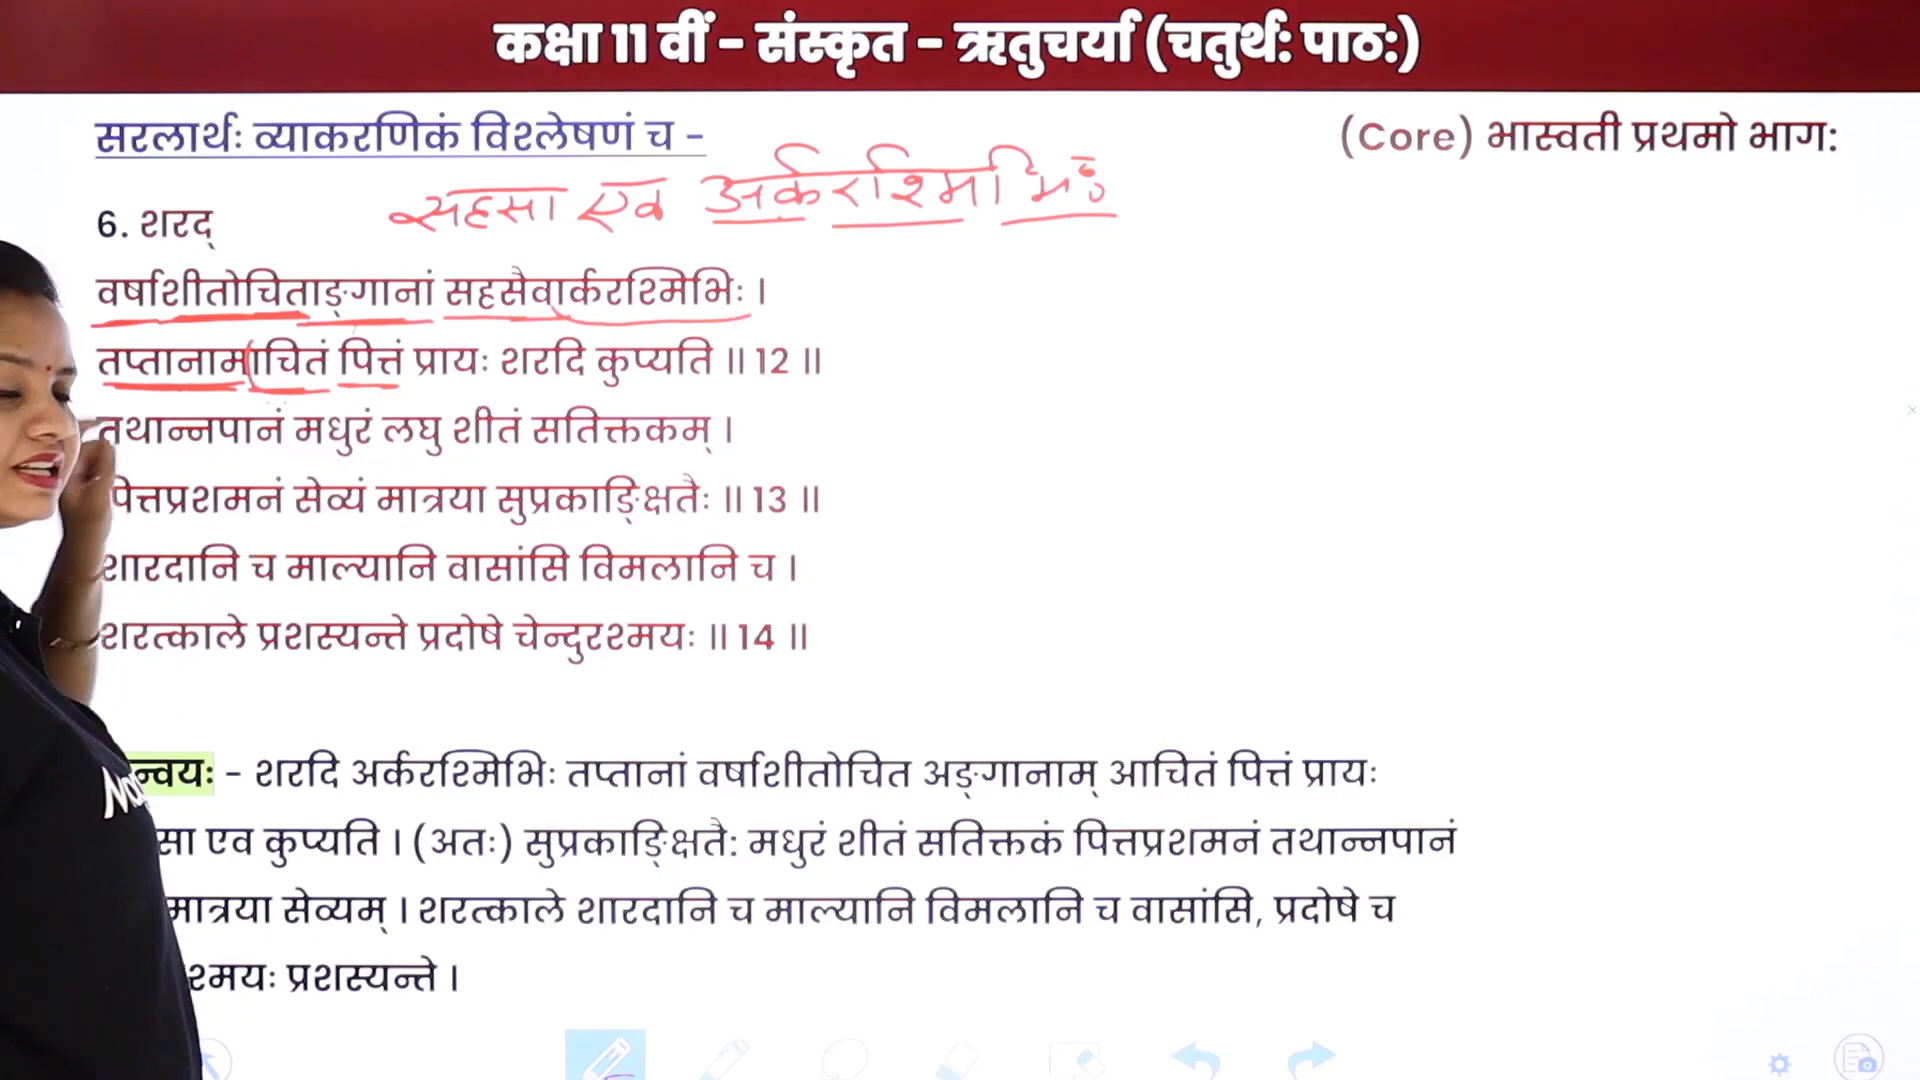 कक्षा 11 वीं - संस्कृत - ऋतुचर्या (चतुर्थ: पाठ:)
सरलार्थः व्याकरणिकं विश्लेषणं च -
(Core) भास्वती प्रथमो भाग:
सहसा एव अर्करश्मिभिः
6. शरद्
वर्षाशीतोचिताङ्गानां सहसैवार्करश्मिभिः ।
तप्तानामाचितं पित्तं प्रायः शरदि कुप्यति ॥ 12 ॥
तथान्नपानं मधुरं लघु शीतं सतिक्तकम् ।
पित्तप्रशमनं सेव्यं मात्रया सुप्रकाङ्क्षितैः ॥ 13 ॥
शारदानि च माल्यानि वासांसि विमलानि च ।
शरत्काले प्रशस्यन्ते प्रदोषे चेन्दुरश्मयः ॥ 14 ॥
न्वयः - शरदि अर्करश्मिभिः तप्तानां वर्षाशीतोचित अङ्गानाम् आचितं पित्तं प्रायः
सा एव कुप्यति । (अतः) सुप्रकाङ्क्षितै: मधुरं शीतं सतिक्तकं पित्तप्रशमनं तथान्नपानं
मात्रया सेव्यम् । शरत्काले शारदानि च माल्यानि विमलानि च वासांसि, प्रदोषे च
श्मयः प्रशस्यन्ते ।